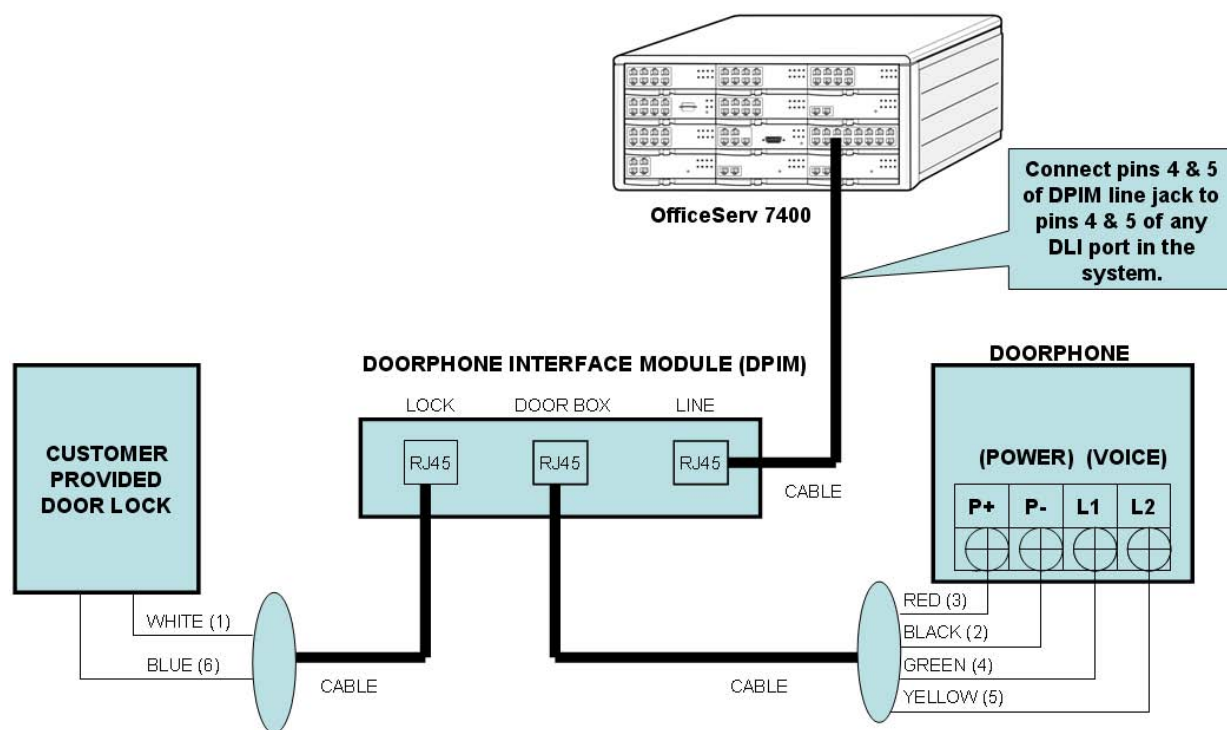 OfficeServ 7400
Connect pins 4 & 5
of DPIM line jack to
pins 4 & 5 of any
DLI port in the
system.
DOORPHONE INTERFACE MODULE (DPIM)
LOCK
DOOR BOX
LINE
RJ45
RJ45
RJ45
CABLE
CUSTOMER
PROVIDED
DOOR LOCK
WHITE (1)
BLUE (6)
CABLE
CABLE
DOORPHONE
(POWER) (VOICE)
P+ P- L1 L2
RED (3)
BLACK (2)
GREEN (4)
YELLOW (5)